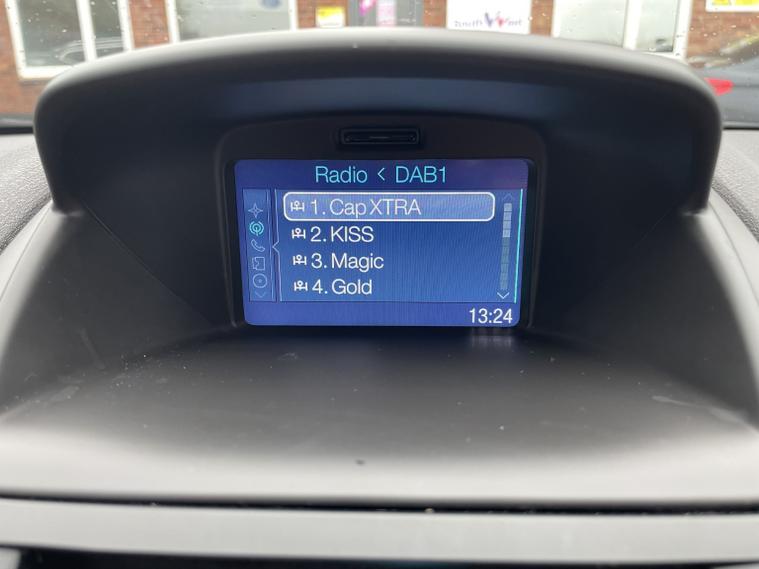 Radio < DAB1
1. Cap XTRA
2. KISS
3. Magic
4. Gold
13:24